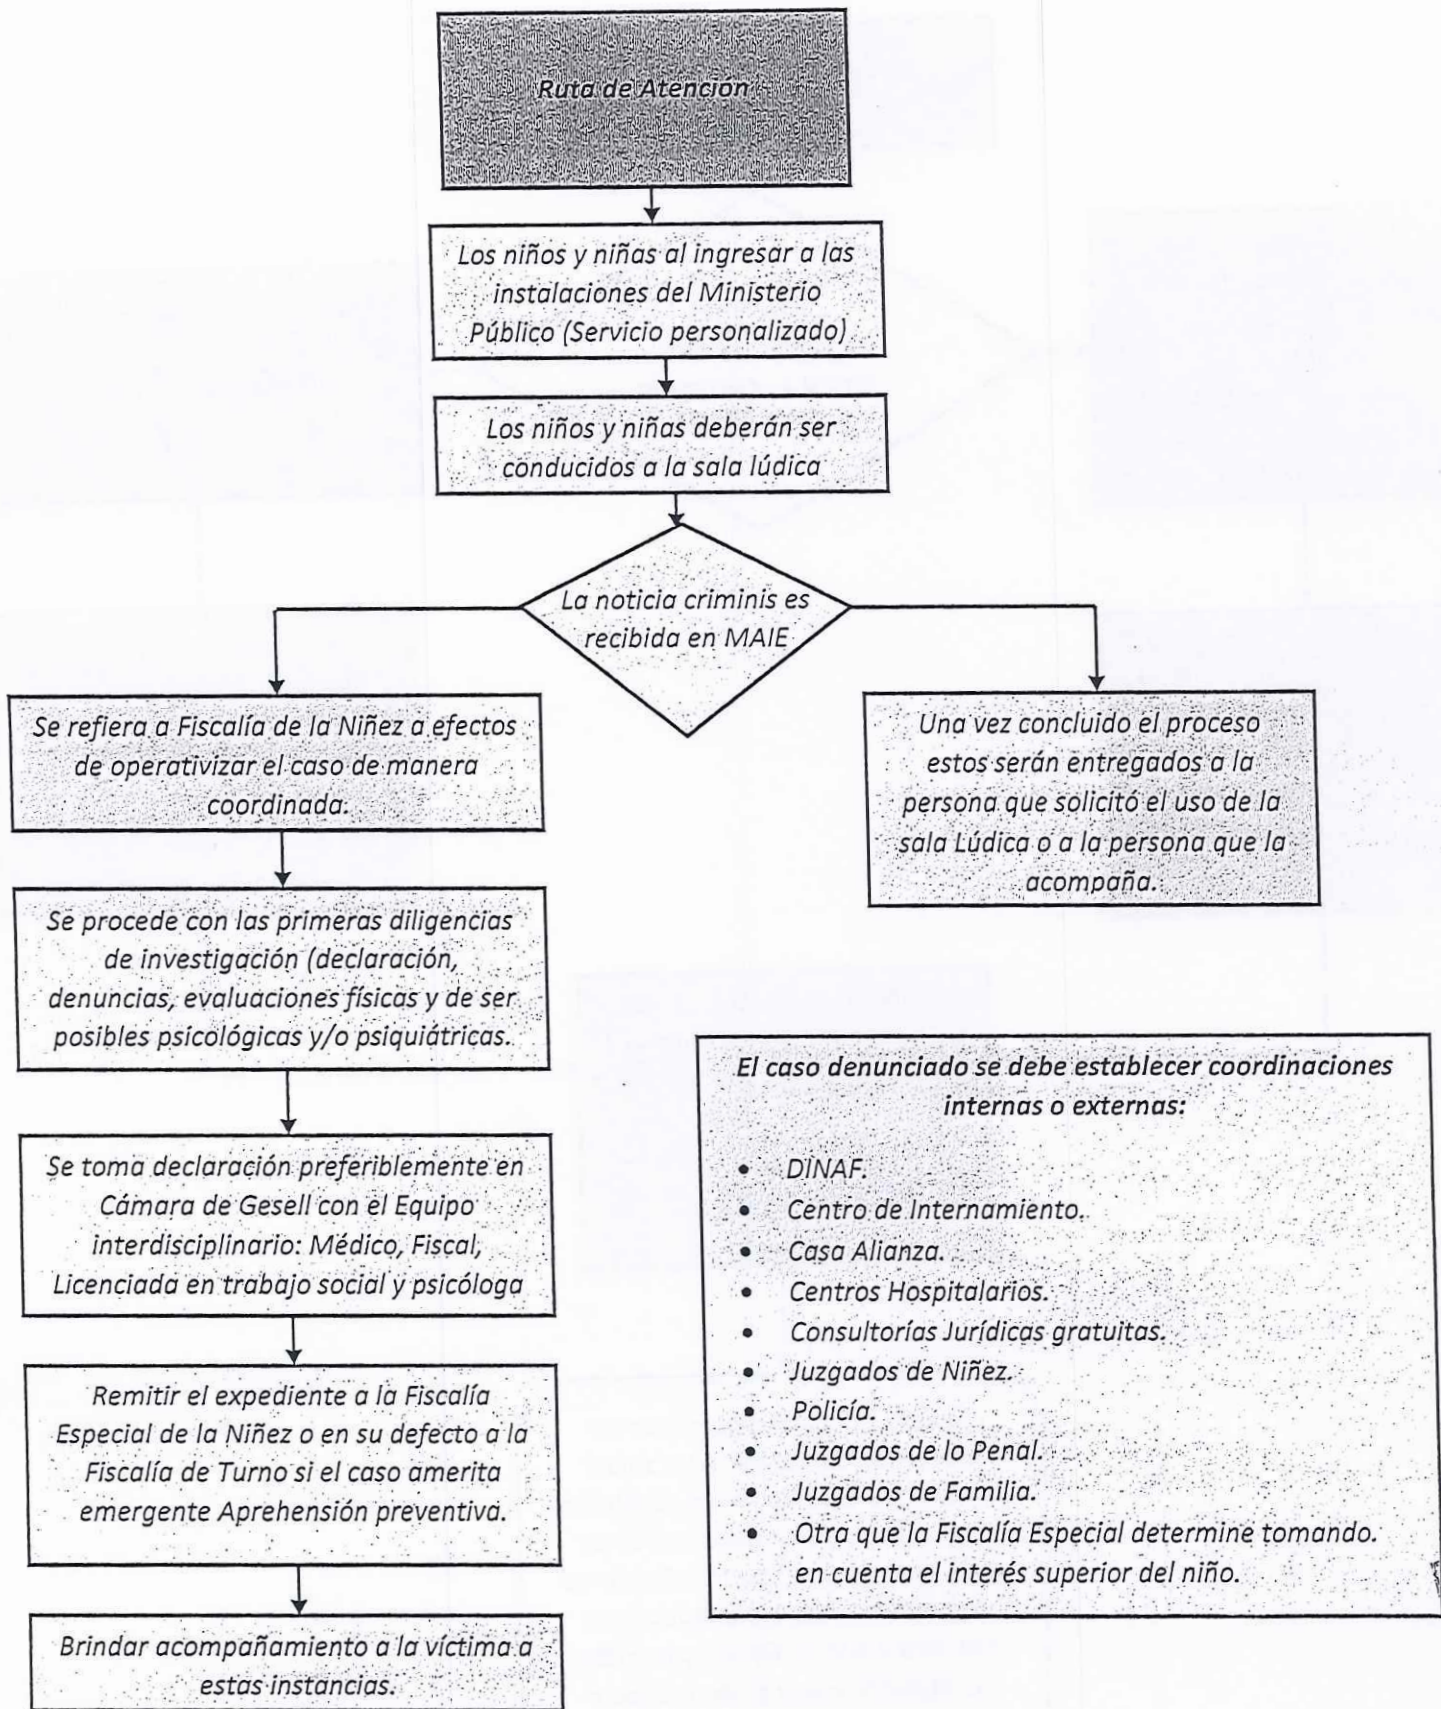 Ruta de Atención
Los niños y niñas al ingresar a las
instalaciones del Ministerio
Público (Servicio personalizado)
Los niños y niñas deberán ser
conducidos a la sala lúdica
La noticia criminis es
recibida en MAIE
Se refiera a Fiscalía de la Niñez a efectos
de operativizar el caso de manera
coordinada.
Se procede con las primeras diligencias
de investigación (declaración,
denuncias, evaluaciones físicas y de ser
posibles psicológicas y/o psiquiátricas.
Se toma declaración preferiblemente en
Cámara de Gesell con el Equipo
interdisciplinario: Médico, Fiscal,
Licenciada en trabajo social y psicóloga
Remitir el expediente a la Fiscalía
Especial de la Niñez o en su defecto a la
Fiscalía de Turno si el caso amerita
emergente Aprehensión preventiva.
Brindar acompañamiento a la víctima a
estas instancias.
Una vez concluido el proceso
estos serán entregados a la
persona que solicitó el uso de la
sala Lúdica o a la persona que la
acompaña.
El caso denunciado se debe establecer coordinaciones
internas o externas:
• DINAF.
• Centro de Internamiento.
• Casa Alianza.
• Centros Hospitalarios.
• Consultorías Jurídicas gratuitas.
• Juzgados de Niñez.
• Policía.
• Juzgados de lo Penal.
• Juzgados de Familia.
• Otra que la Fiscalía Especial determine tomando.
en cuenta el interés superior del niño.